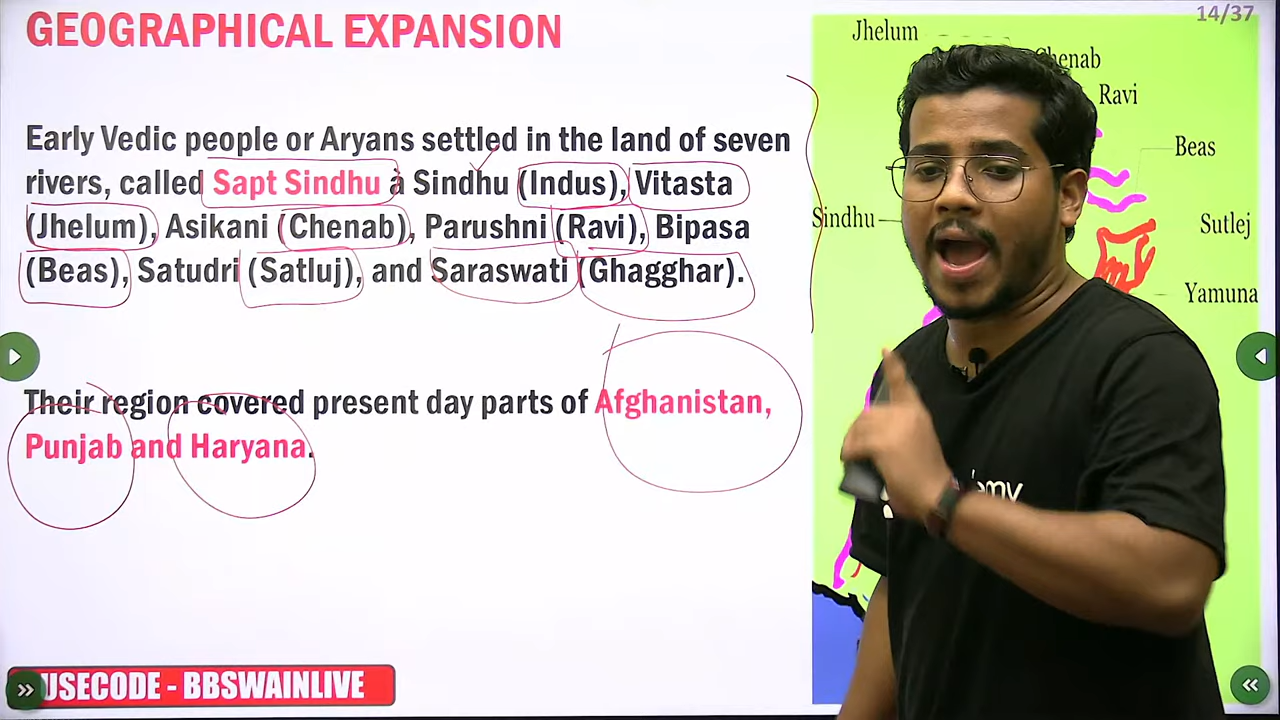 GEOGRAPHICAL EXPANSION
14/37
Early Vedic people or Aryans settled in the land of seven
rivers, called Sapt Sindhu à Sindhu (Indus), Vitasta
(Jhelum), Asikani (Chenab), Parushni (Ravi), Bipasa
(Beas), Satudri (Satluj), and Saraswati (Ghagghar).
Their region covered present day parts of Afghanistan,
Punjab and Haryana.
Jhelum
Chenab
Ravi
Beas
Sindhu
Sutlej
Yamuna
USECODE - BBSWAINLIVE